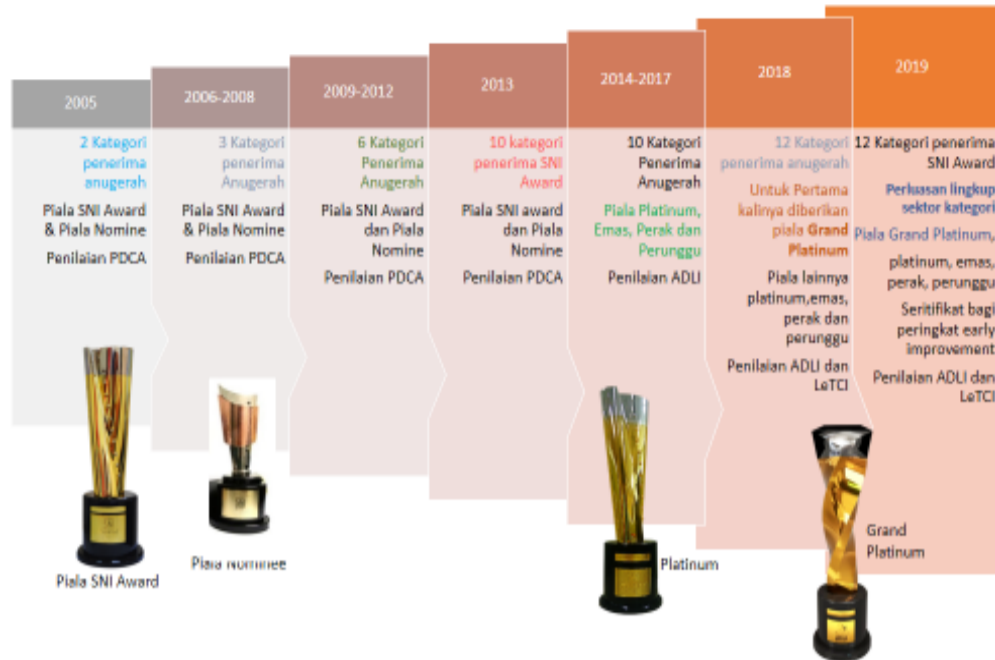 2005
2 Kategori
penerima
anugerah
Piala SNI Award
& Piala Nomine
Penilaian PDCA
2006-2008
3 Kategori
penerima
Anugerah
Piala SNI Award
& Piala Nomine
Penilaian PDCA
2009-2012
6 Kategori
Penerima
Anugerah
Piala SNI Award
dan Piala
Nomine
Penilaian PDCA
2013
10 kategori
penerima SNI
Award
Piala SNI award
dan Piala
Nomine
Penilaian PDCA
2014-2017
10 Kategori
Penerima
Anugerah
Piala Platinum,
Emas, Perak dan
Perunggu
Penilaian ADLI
2018
12 Kategori
penerima anugerah
Untuk Pertama
kalinya diberikan
piala Grand
Platinum
Piala lainnya
platinum,emas,
perak dan
perunggu
Penilaian ADLI dan
LeTCI
2019
12 Kategori penerima
SNI Award
Perluasan lingkup
sektor kategori
Piala Grand Platinum,
platinum, emas,
perak, perunggu
Seritifikat bagi
peringkat early
improvement
Penilaian ADLI dan
LeTCI
Piala SNI Award
Piala Nominee
Platinum
Grand
Platinum